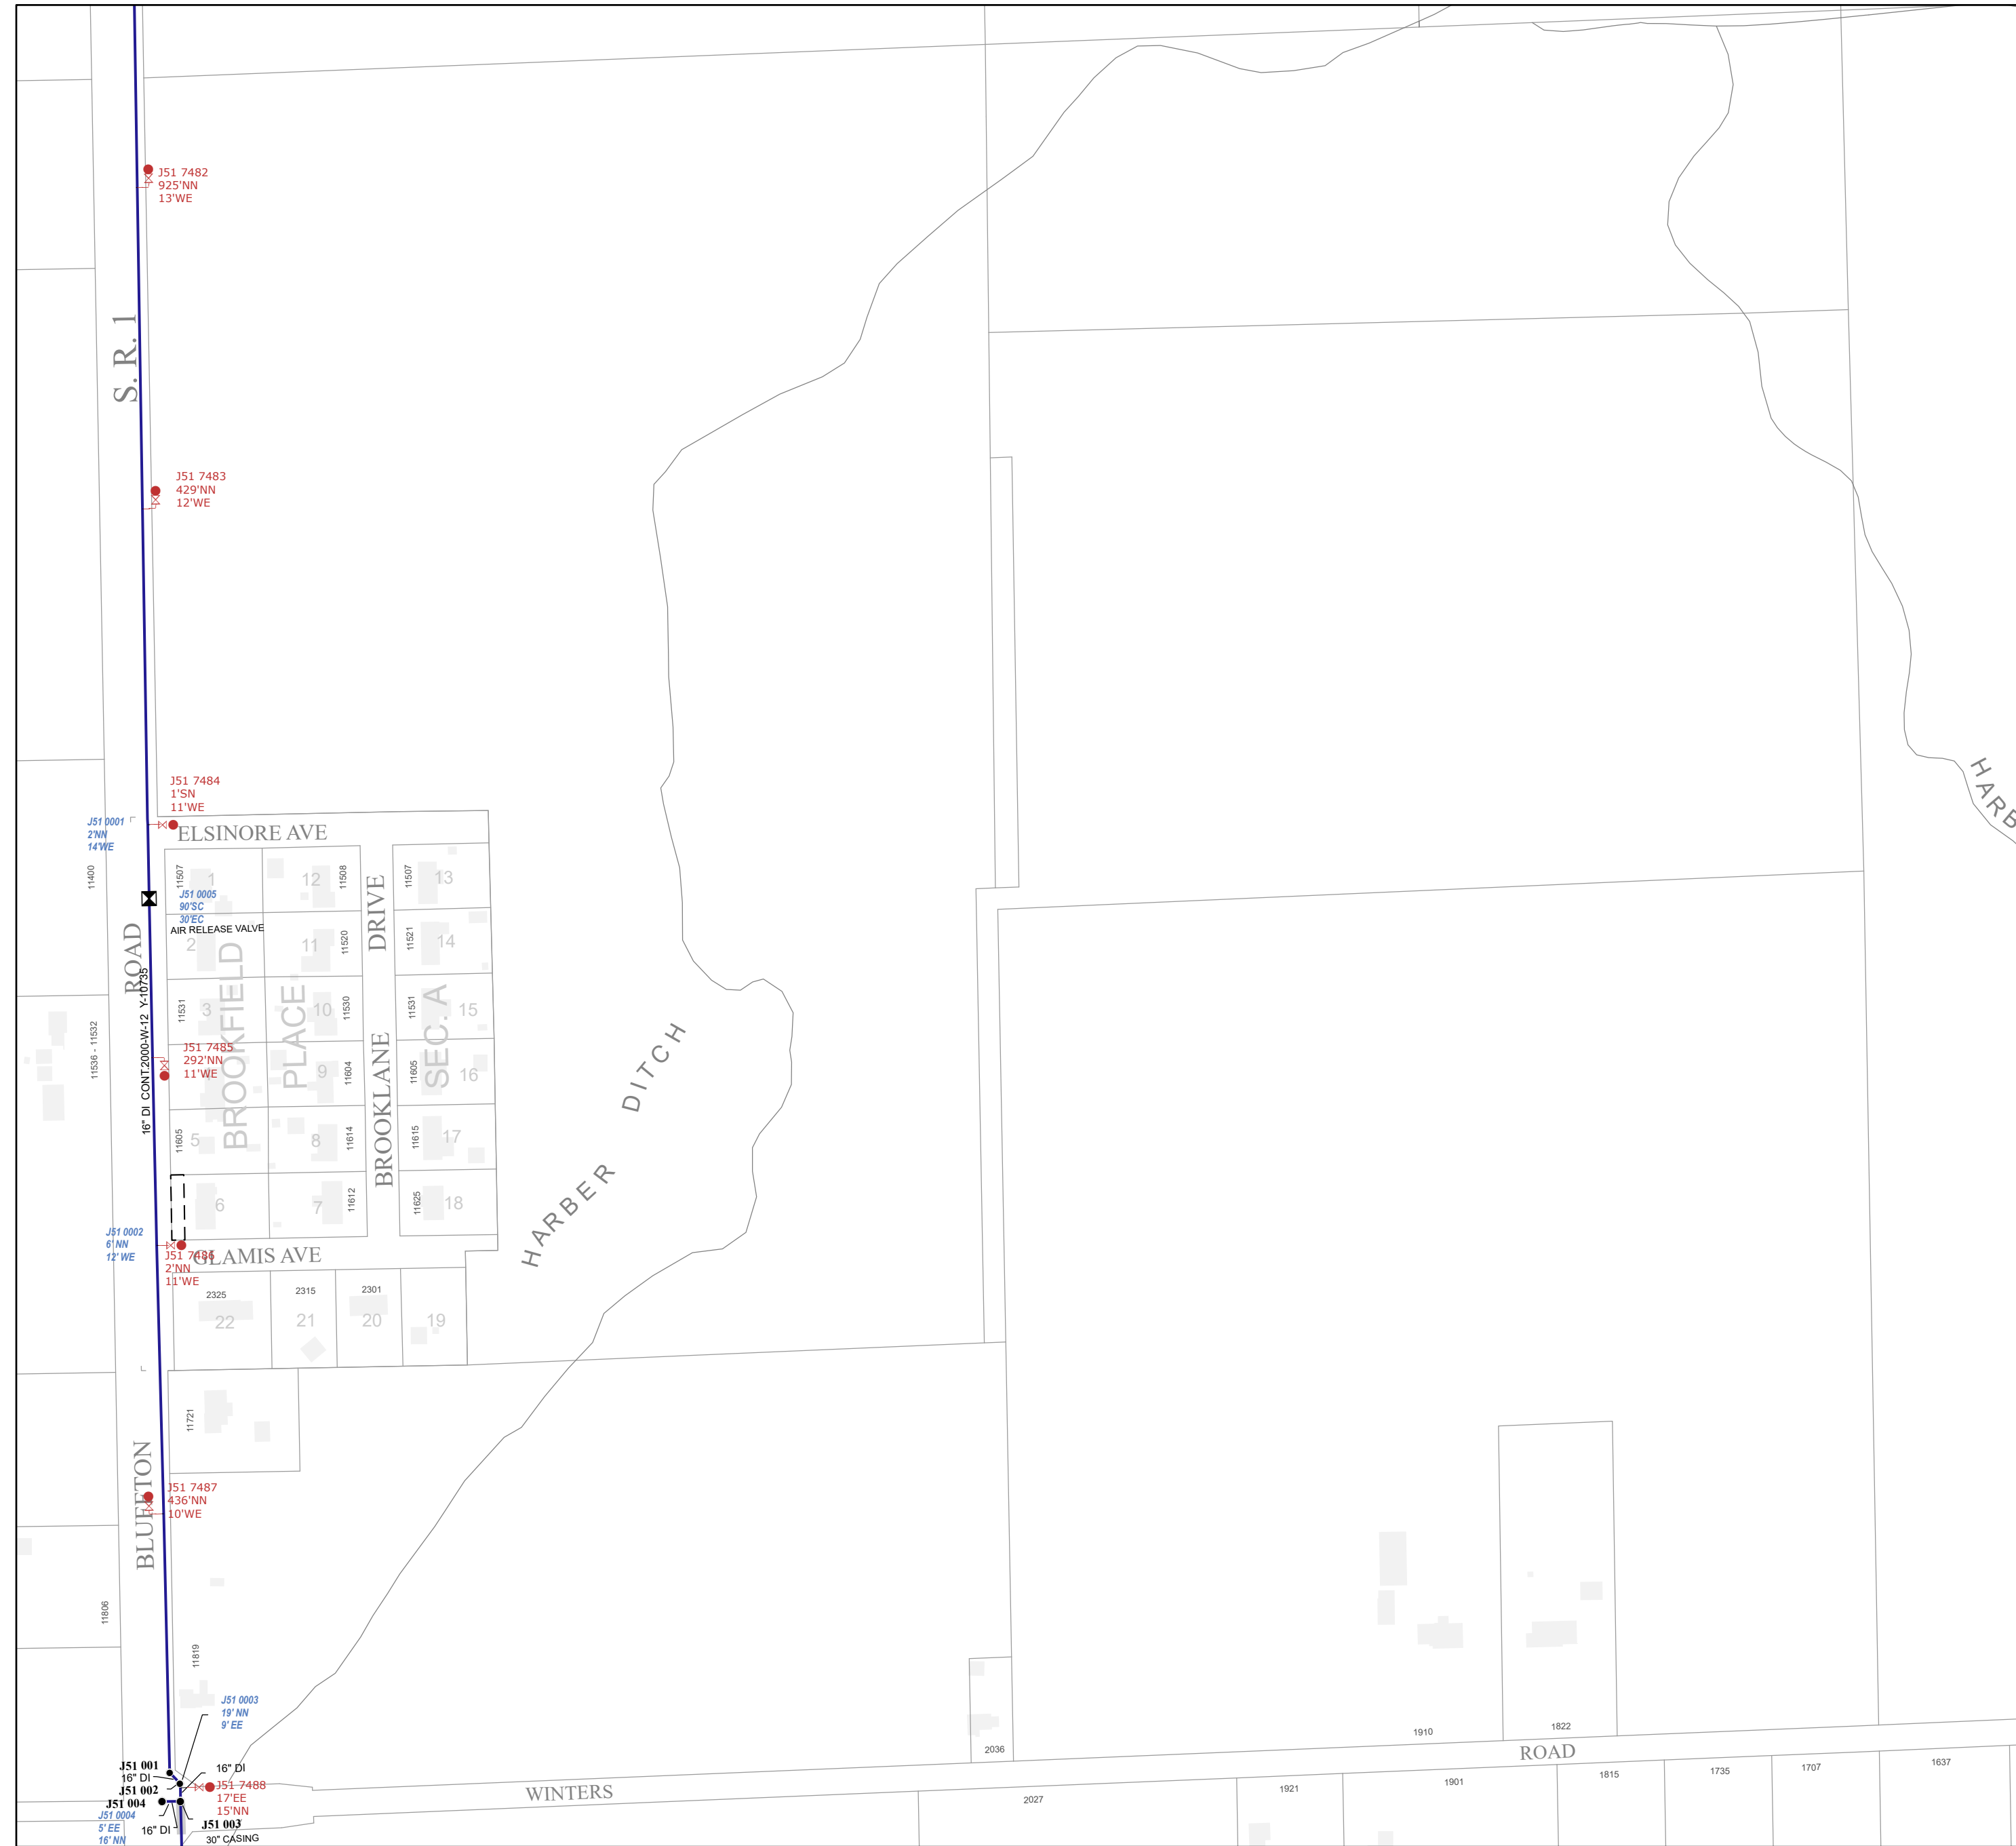 J51 7482
925'NN
13'WE
S. R. 1
J51 7483
429'NN
12'WE
HARB
J51 7484
1'SN
11'WE
J51 0001
2'NN
14'WE
ELSINORE AVE
11400
11507
1
12
11508
11507
13
J51 0005
90'SC
30'EC
AIR RELEASE VALVE
DRIVE
ROAD
2
11
11520
11521
14
16" DI CONT.2000-W-12 Y-10735
BROOKFIELD
PLACE
SEC. A
11536 - 11532
11531
3
10
11530
11531
15
J51 7485
292'NN
11'WE
9
11604
11605
16
BROOKLANE
HARBER DITCH
11605
5
8
11614
11615
17
6
7
11612
11625
18
J51 0002
6' NN
12' WE
J51 7486
2'NN
11'WE
GLAMIS AVE
2325
2315
2301
22
21
20
19
11721
BLUFFTON
J51 7487
436'NN
10'WE
11806
11819
J51 0003
19' NN
9' EE
J51 001
16" DI
16" DI
J51 002
J51 7488
17'EE
15'NN
J51 004
J51 0004
5' EE
16' NN
16" DI
J51 003
30" CASING
WINTERS
ROAD
2036
1910
1822
2027
1921
1901
1815
1735
1707
1637